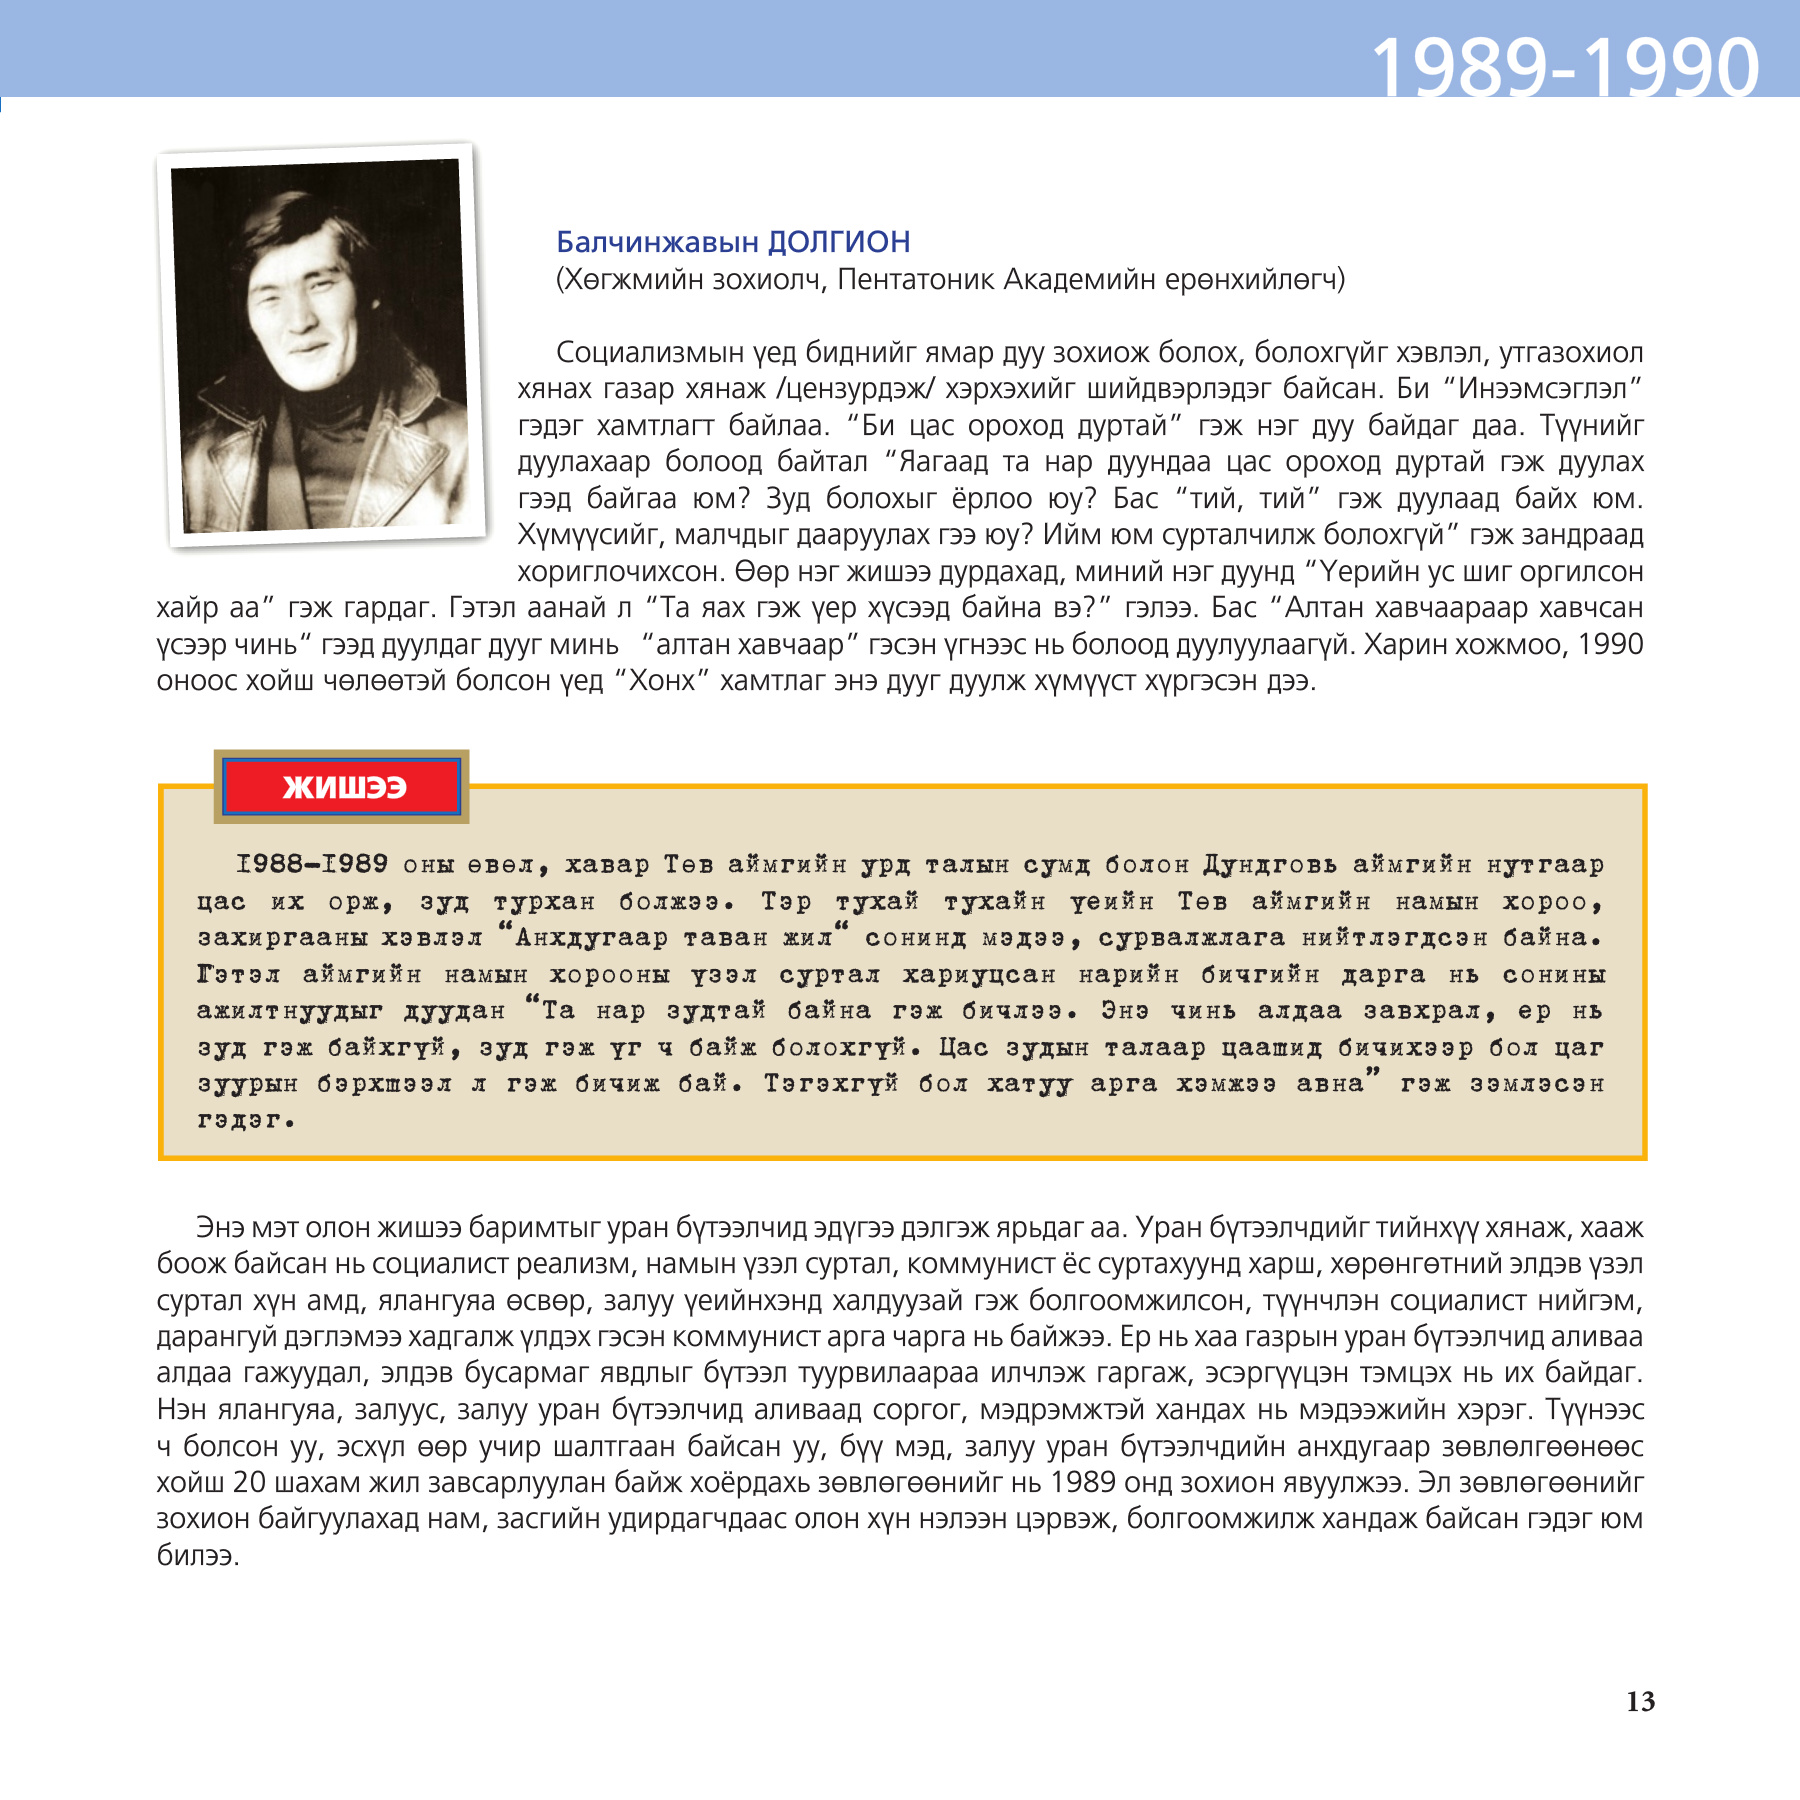 1989-1990
Балчинжавын ДОЛГИОН
(Хөгжмийн зохиолч, Пентатоник Академийн ерөнхийлөгч)
Социализмын үед биднийг ямар дуу зохиож болох, болохгүйг хэвлэл, утгазохиол
хянах газар хянаж /цензурдэж/ хэрхэхийг шийдвэрлэдэг байсан. Би “Инээмсэглэл”
гэдэг хамтлагт байлаа. “Би цас ороход дуртай” гэж нэг дуу байдаг даа. Түүнийг
дуулахаар болоод байтал “Яагаад та нар дуундаа цас ороход дуртай гэж дуулах
гээд байгаа юм? Зуд болохыг ёрлоо юу? Бас “тий, тий” гэж дуулаад байх юм.
Хүмүүсийг, малчдыг дааруулах гээ юу? Ийм юм сурталчилж болохгүй” гэж зандраад
хориглочихсон. Өөр нэг жишээ дурдахад, миний нэг дуунд “Үерийн ус шиг оргилсон
хайр аа” гэж гардаг. Гэтэл аанай л “Та яах гэж үер хүсээд байна вэ?” гэлээ. Бас “Алтан хавчаараар хавчсан
үсээр чинь“ гээд дуулдаг дууг минь “алтан хавчаар” гэсэн үгнээс нь болоод дуулуулаагүй. Харин хожмоо, 1990
оноос хойш чөлөөтэй болсон үед “Хонх” хамтлаг энэ дууг дуулж хүмүүст хүргэсэн дээ.
ЖИШЭЭ
1988-1989 оны өвөл, хавар Төв аймгийн урд талын сумд болон Дундговь аймгийн нутгаар
цас их орж, зуд турхан болжээ. Тэр тухай тухайн үеийн Төв аймгийн намын хороо,
захиргааны хэвлэл “Анхдугаар таван жил“ сонинд мэдээ, сурвалжлага нийтлэгдсэн байна.
Гэтэл аймгийн намын хорооны үзэл суртал хариуцсан нарийн бичгийн дарга нь сонины
ажилтнуудыг дуудан “Та нар зудтай байна гэж бичлээ. Энэ чинь алдаа завхрал, ер нь
зуд гэж байхгүй, зуд гэж үг ч байж болохгүй. Цас зудын талаар цаашид бичихээр бол цаг
зуурын бэрхшээл л гэж бичиж бай. Тэгэхгүй бол хатуу арга хэмжээ авна” гэж зэмлэсэн
гэдэг.
Энэ мэт олон жишээ баримтыг уран бүтээлчид эдүгээ дэлгэж ярьдаг аа. Уран бүтээлчдийг тийнхүү хянаж, хааж
боож байсан нь социалист реализм, намын үзэл суртал, коммунист ёс суртахуунд харш, хөрөнгөтний элдэв үзэл
суртал хүн амд, ялангуяа өсвөр, залуу үеийнхэнд халдуузай гэж болгоомжилсон, түүнчлэн социалист нийгэм,
дарангуй дэглэмээ хадгалж үлдэх гэсэн коммунист арга чарга нь байжээ. Ер нь хаа газрын уран бүтээлчид аливаа
алдаа гажуудал, элдэв бусармаг явдлыг бүтээл туурвилаараа илчлэж гаргаж, эсэргүүцэн тэмцэх нь их байдаг.
Нэн ялангуяа, залуус, залуу уран бүтээлчид аливаад соргог, мэдрэмжтэй хандах нь мэдээжийн хэрэг. Түүнээс
ч болсон уу, эсхүл өөр учир шалтгаан байсан уу, бүү мэд, залуу уран бүтээлчдийн анхдугаар зөвлөлгөөнөөс
хойш 20 шахам жил завсарлуулан байж хоёрдахь зөвлөгөөнийг нь 1989 онд зохион явуулжээ. Эл зөвлөгөөнийг
зохион байгуулахад нам, засгийн удирдагчдаас олон хүн нэлээн цэрвэж, болгоомжилж хандаж байсан гэдэг юм
билээ.
13